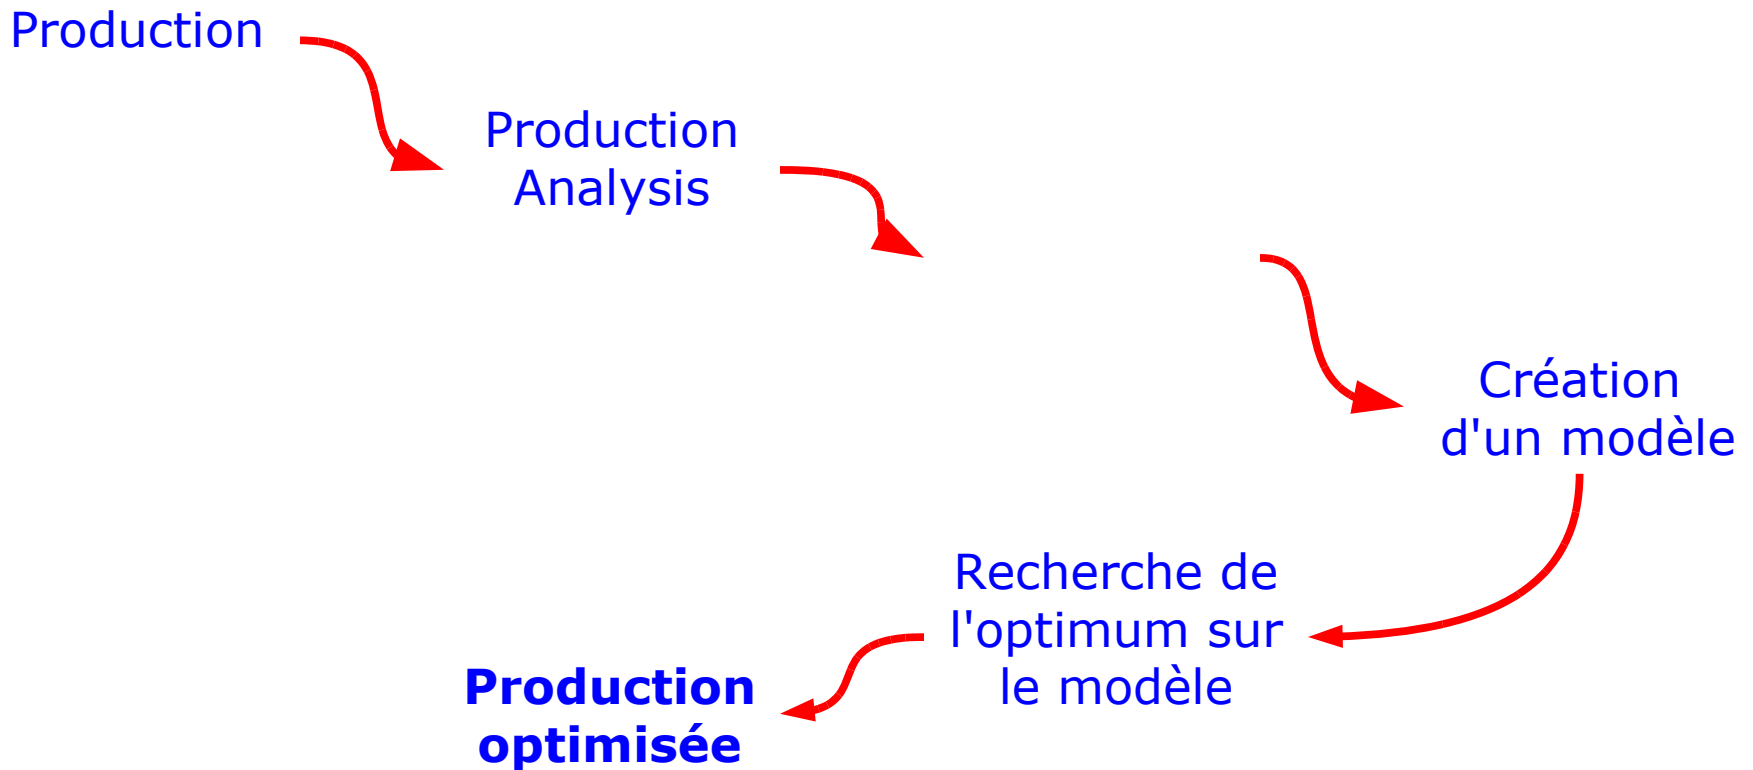 Production
Production
Analysis
Création
d'un modèle
Recherche de
l'optimum sur
le modèle
Production
optimisée